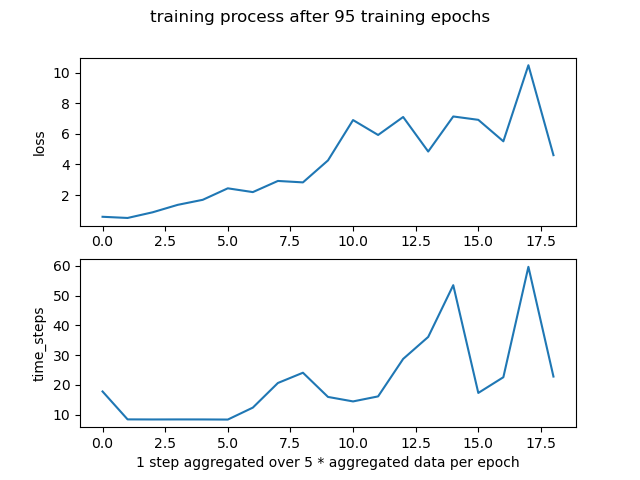 training process after 95 training epochs
10
8
6
4
2
loss
0.0 2.5 5.0 7.5 10.0 12.5 15.0 17.5
60
50
40
30
20
10
time_steps
0.0 2.5 5.0 7.5 10.0 12.5 15.0 17.5
1 step aggregated over 5 * aggregated data per epoch